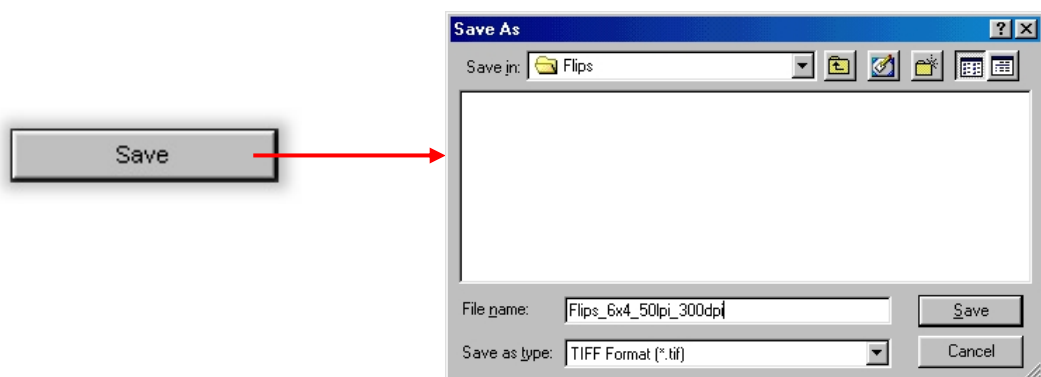 Save
Save As
Save in: Flips
File name: Flips_6x4_50lpi_300dpi Save
Save as type: TIFF Format (*.tif) Cancel